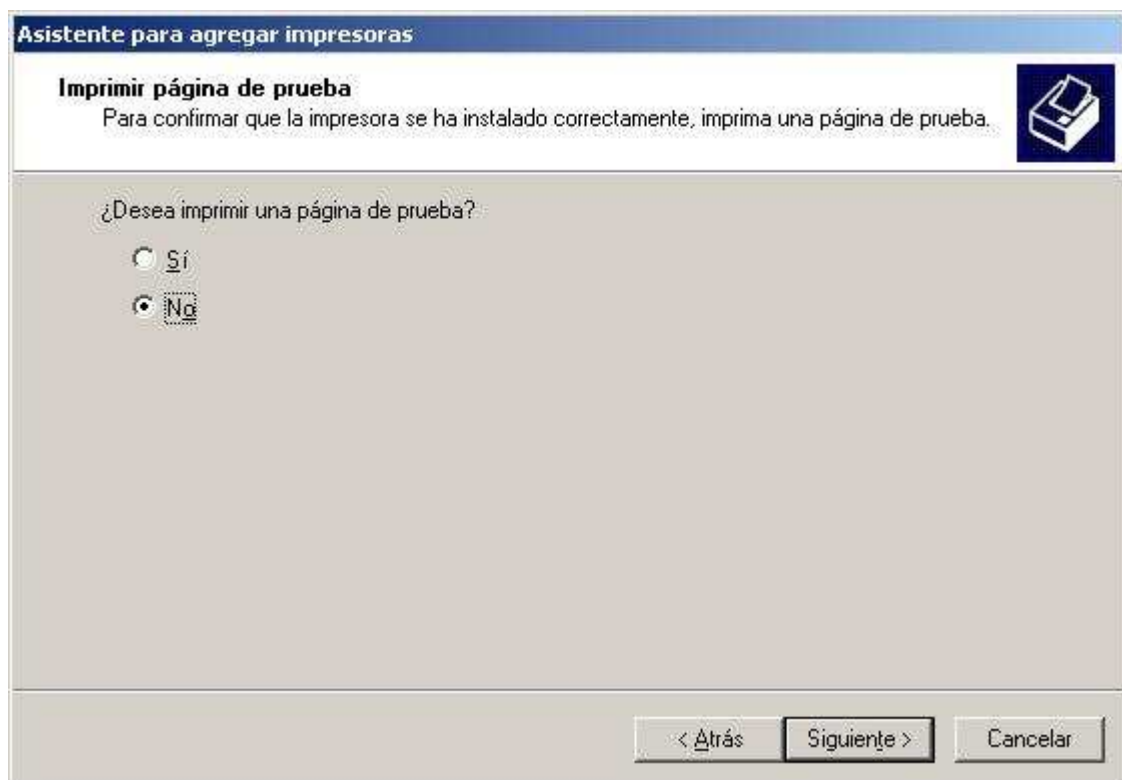 Asistente para agregar impresoras
Imprimir página de prueba
Para confirmar que la impresora se ha instalado correctamente, imprima una página de prueba.
¿Desea imprimir una página de prueba?
Sí
No
< Atrás
Siguiente >
Cancelar